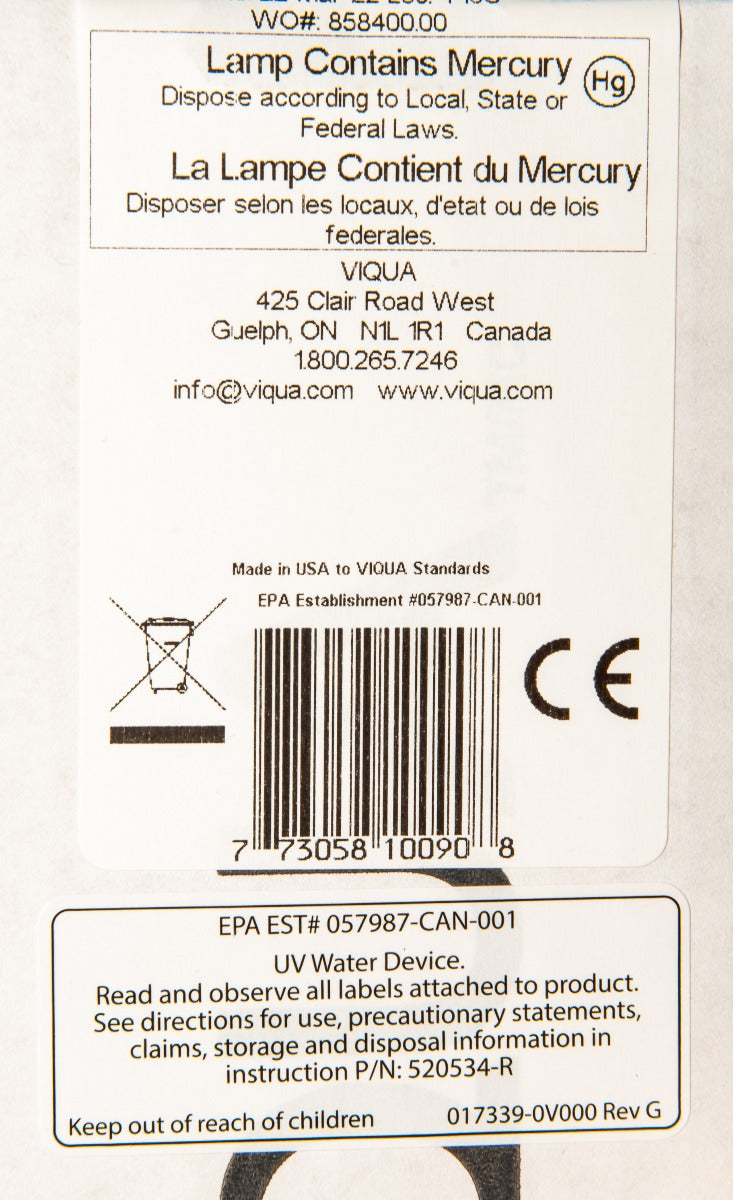 WO#: 858400.00
Lamp Contains Mercury
Hg
Dispose according to Local, State or
Federal Laws.
La Lampe Contient du Mercury
Disposer selon les locaux, d'etat ou de lois
federales.
VIQUA
425 Clair Road West
Guelph, ON N1L 1R1 Canada
1.800.265.7246
info@viqua.com www.viqua.com
Made in USA to VIQUA Standards
EPA Establishment #057987-CAN-001
CE
7 73058 10090 8
EPA EST# 057987-CAN-001
UV Water Device.
Read and observe all labels attached to product.
See directions for use, precautionary statements,
claims, storage and disposal information in
instruction P/N: 520534-R
Keep out of reach of children 017339-0V000 Rev G